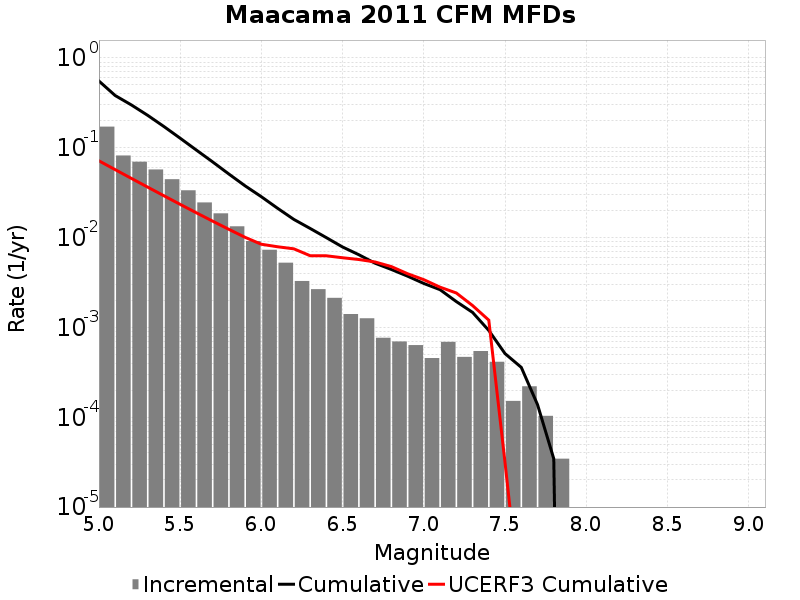 Maacama 2011 CFM MFDs
10^0
10^-1
10^-2
10^-3
10^-4
10^-5
Rate (1/yr)
5.0 5.5 6.0 6.5 7.0 7.5 8.0 8.5 9.0
Magnitude
Incremental Cumulative UCERF3 Cumulative